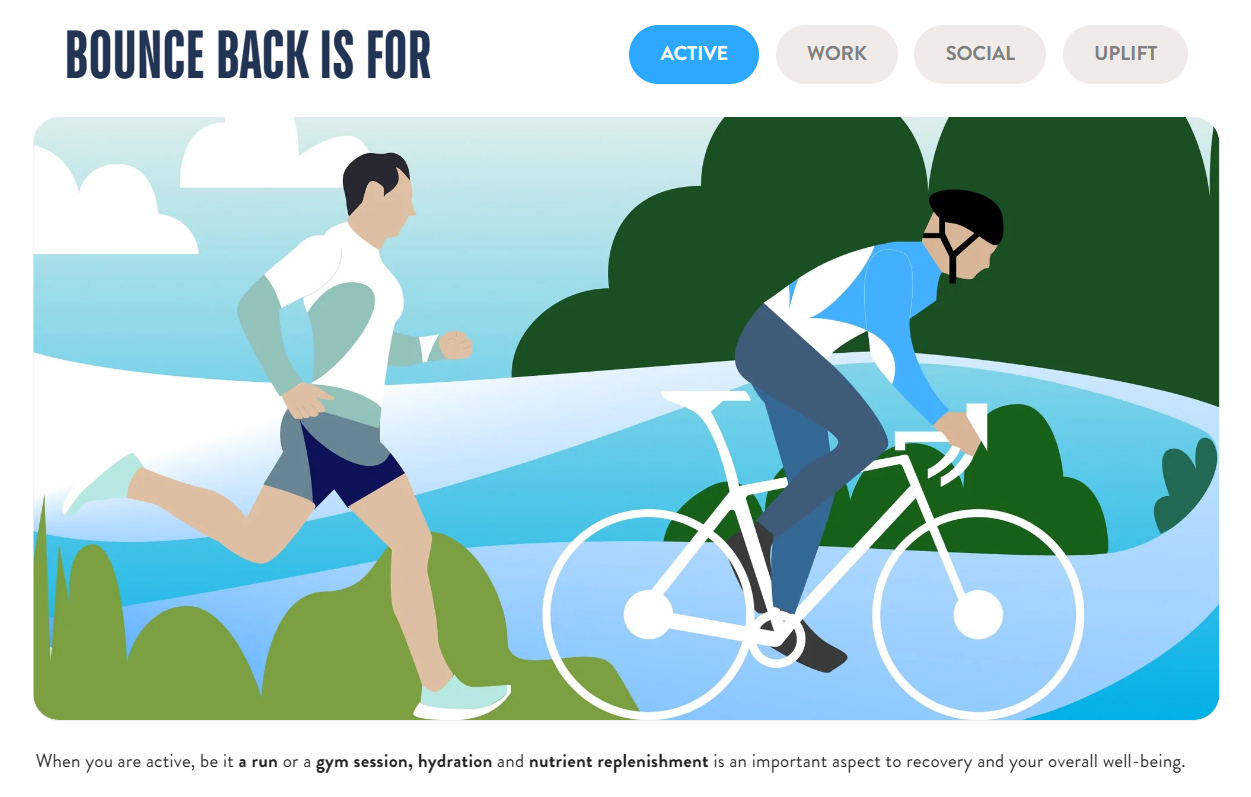 BOUNCE BACK IS FOR
ACTIVE
WORK
SOCIAL
UPLIFT
When you are active, be it a run or a gym session, hydration and nutrient replenishment is an important aspect to recovery and your overall well-being.